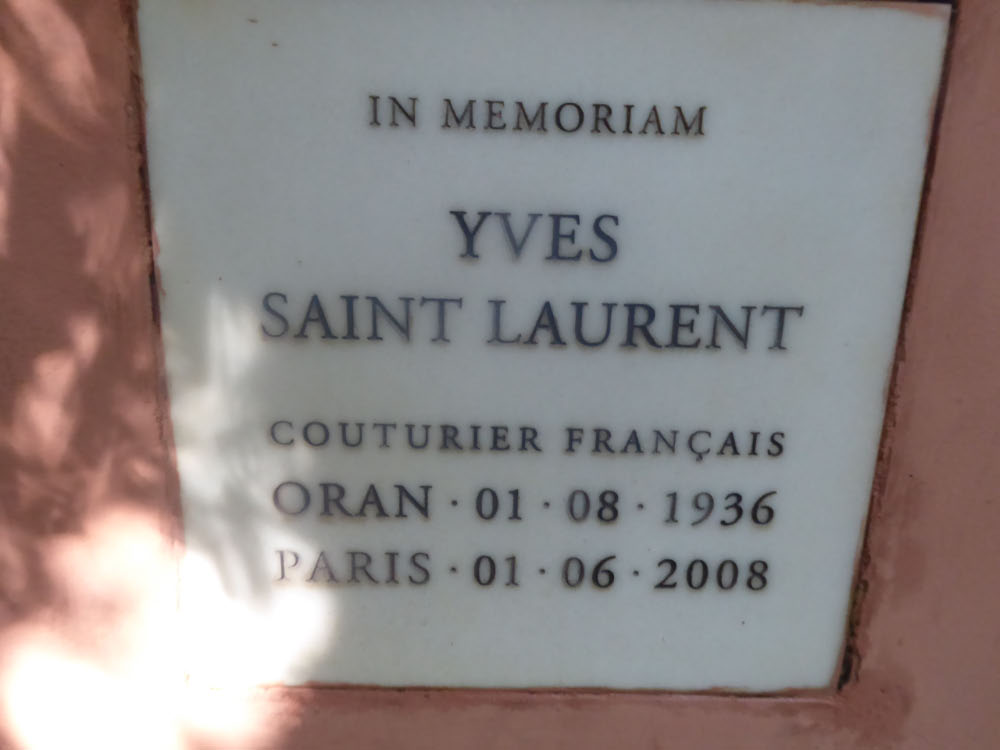 IN MEMORIAM
YVES
SAINT LAURENT
COUTURIER FRANÇAIS
ORAN · 01 · 08 · 1936
PARIS · 01 · 06 · 2008